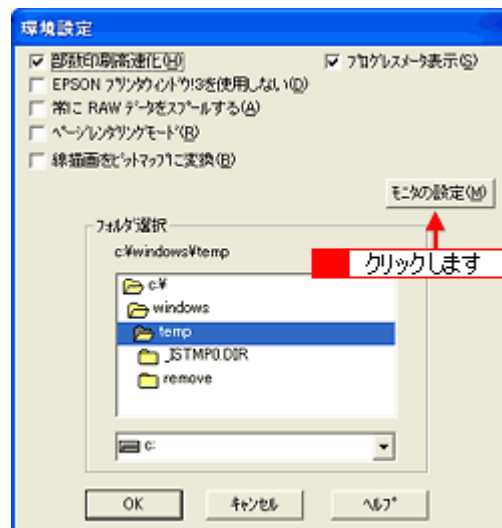 環境設定
部数印刷高速化(H)
プログレスメータ表示(S)
EPSON プリンタウィンドウ!3を使用しない(D)
常に RAW データをスプールする(A)
ページレンダリングモード(R)
線描画をビットマップに変換(B)
モニタの設定(M)
クリックします
フォルダ選択
c:¥windows¥temp
c:¥
windows
temp
_ISTMP0.DIR
remove
c:
OK
キャンセル
ヘルプ